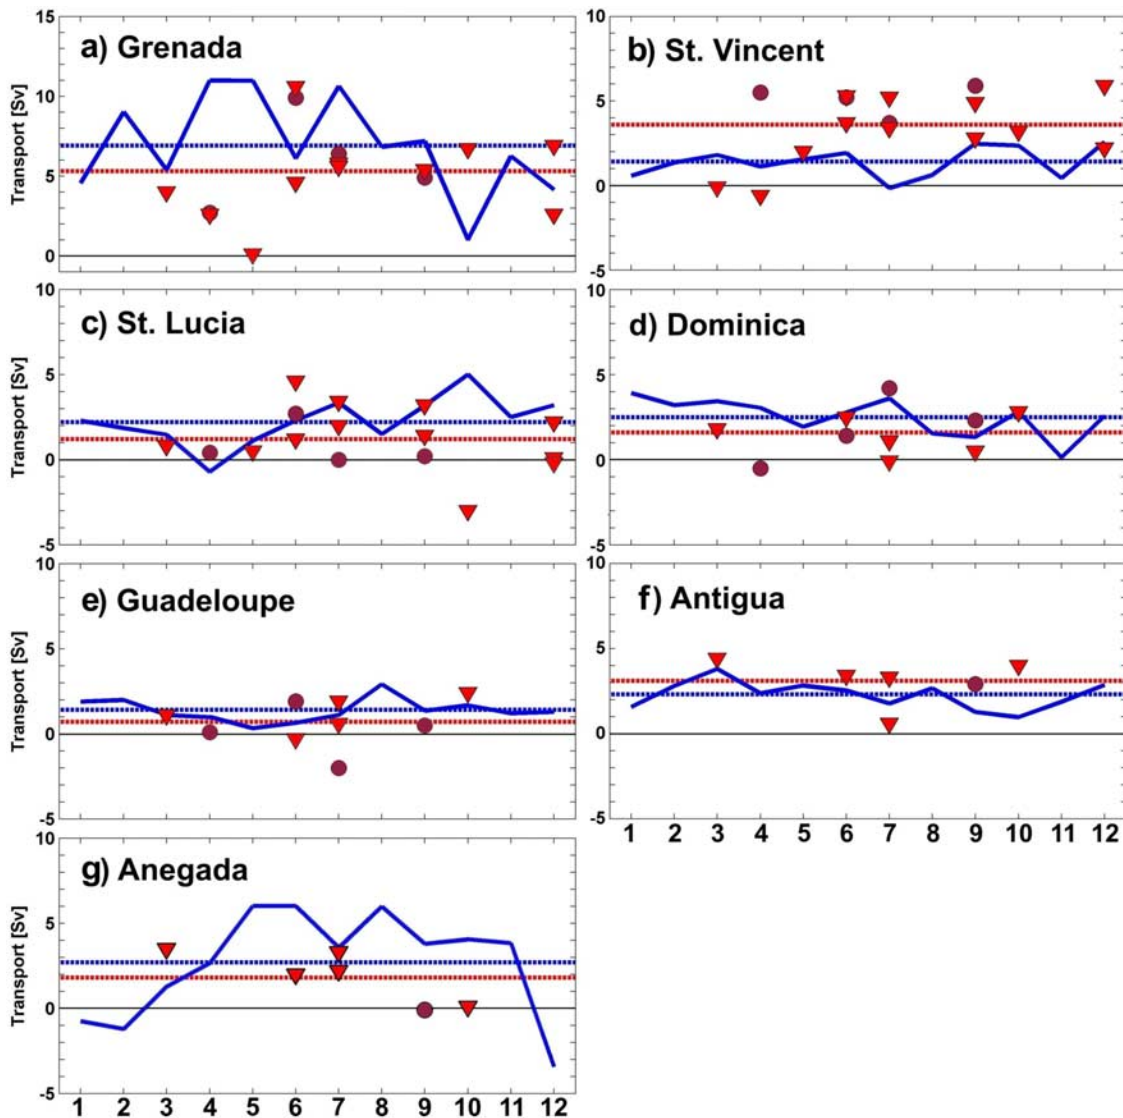 a) Grenada
Transport [Sv]
15
10
5
0
b) St. Vincent
10
5
0
-5
c) St. Lucia
Transport [Sv]
10
5
0
-5
d) Dominica
10
5
0
-5
e) Guadeloupe
Transport [Sv]
10
5
0
-5
f) Antigua
10
5
0
-5
1 2 3 4 5 6 7 8 9 10 11 12
g) Anegada
Transport [Sv]
10
5
0
-5
1 2 3 4 5 6 7 8 9 10 11 12